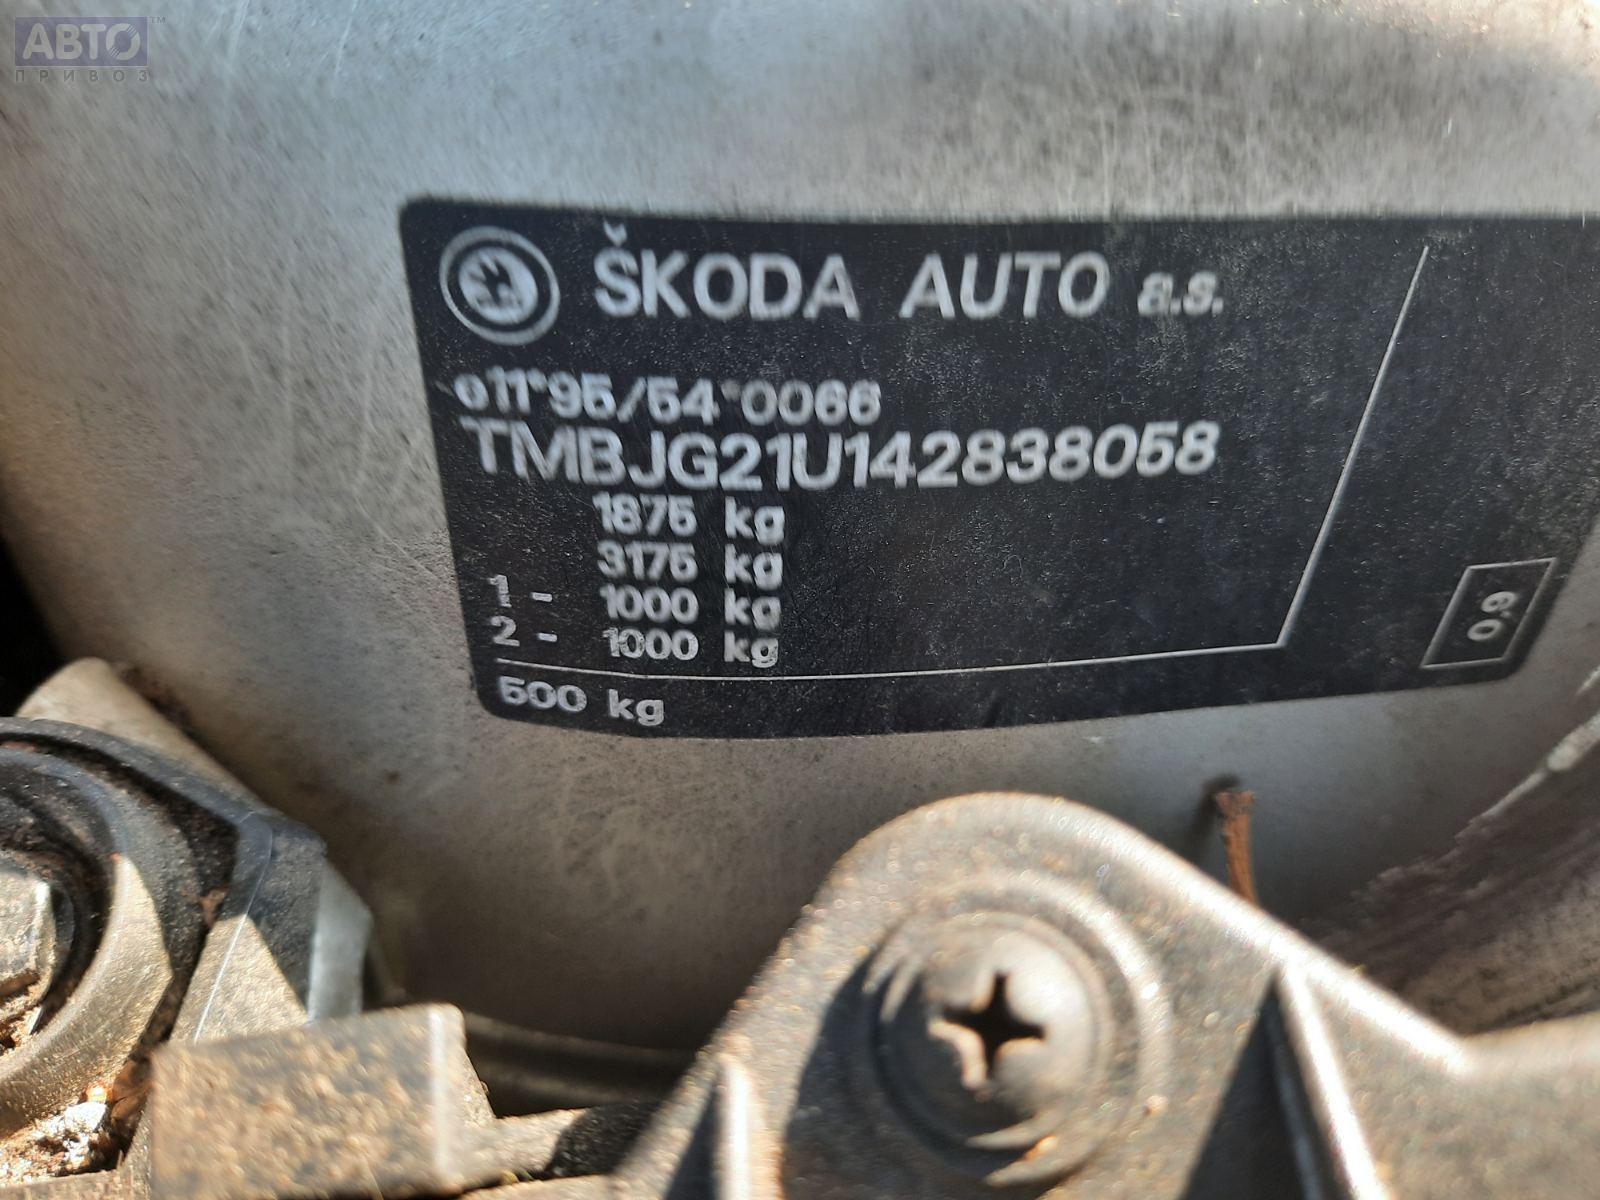 АВТО™
ПРИВОЗ
ŠKODA AUTO a.s.
e11*95/54*0066
TMBJG21U142838058
1875 kg
3175 kg
1 - 1000 kg
2 - 1000 kg
500 kg
0.9